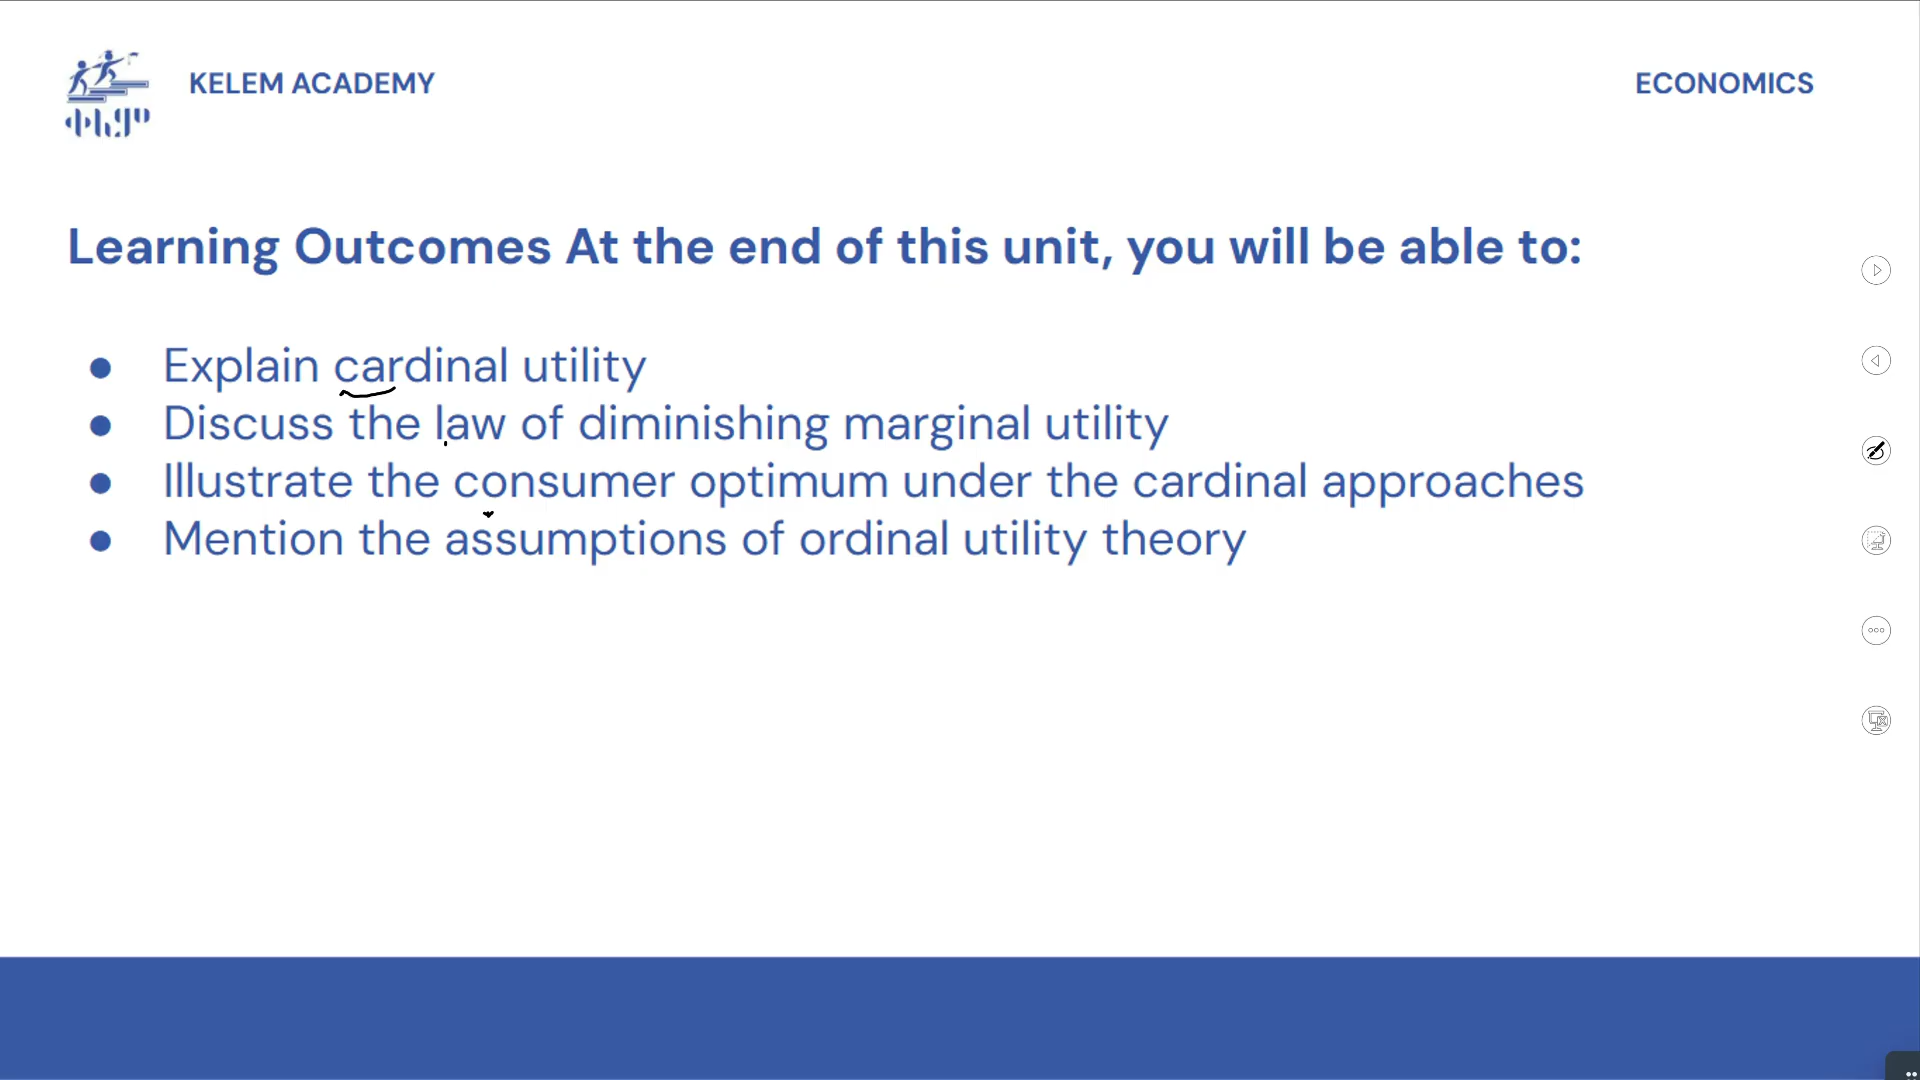 KELEM ACADEMY
ECONOMICS
ቀለም
Learning Outcomes At the end of this unit, you will be able to:
● Explain cardinal utility
● Discuss the law of diminishing marginal utility
● Illustrate the consumer optimum under the cardinal approaches
● Mention the assumptions of ordinal utility theory